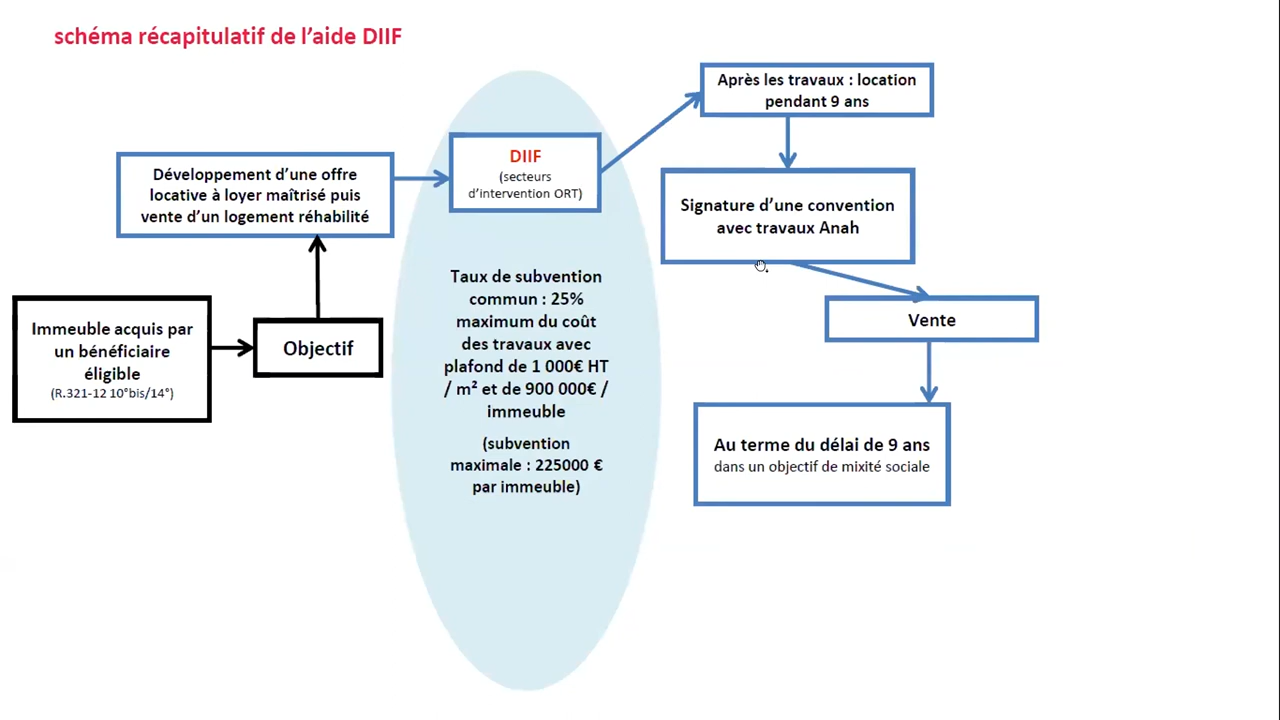 schéma récapitulatif de l’aide DIIF
Immeuble acquis par
un bénéficiaire
éligible
(R.321-12 10°bis/14°)
Objectif
Développement d’une offre
locative à loyer maîtrisé puis
vente d’un logement réhabilité
DIIF
(secteurs
d’intervention ORT)
Taux de subvention
commun : 25%
maximum du coût
des travaux avec
plafond de 1 000€ HT
/ m² et de 900 000€ /
immeuble
(subvention
maximale : 225000 €
par immeuble)
Après les travaux : location
pendant 9 ans
Signature d’une convention
avec travaux Anah
Vente
Au terme du délai de 9 ans
dans un objectif de mixité sociale